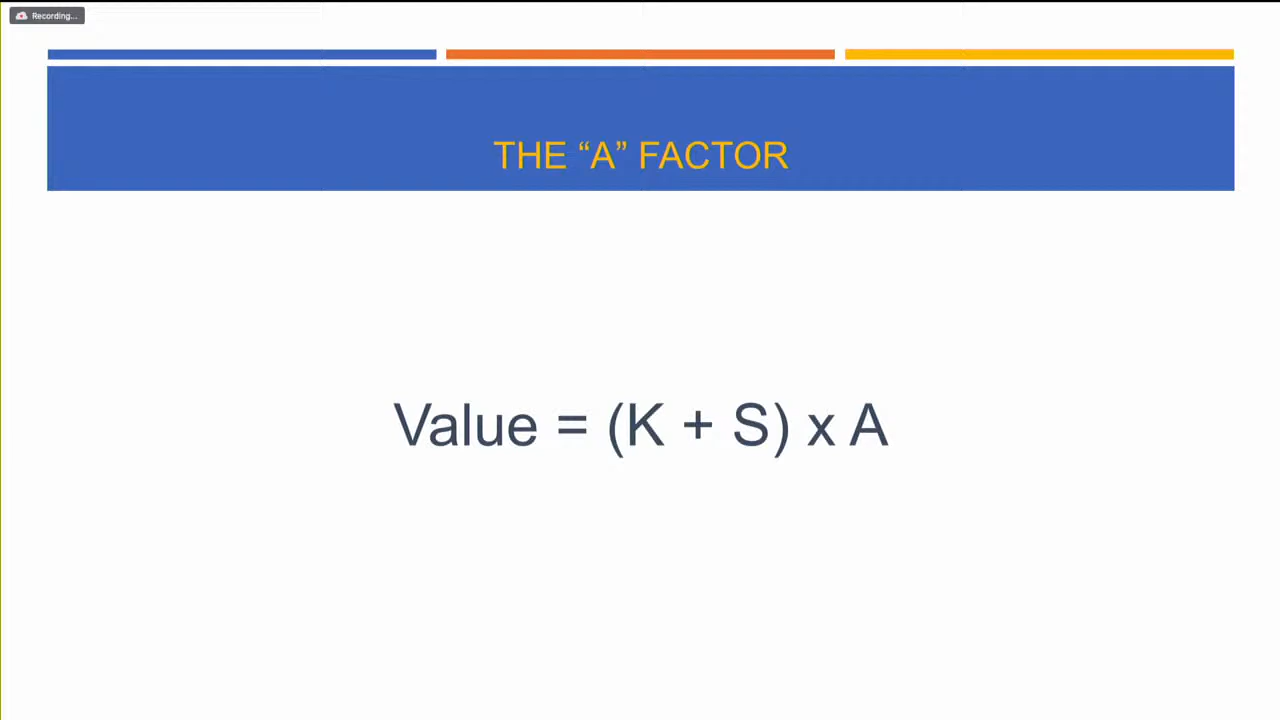 Recording...
THE “A” FACTOR
Value = (K + S) x A